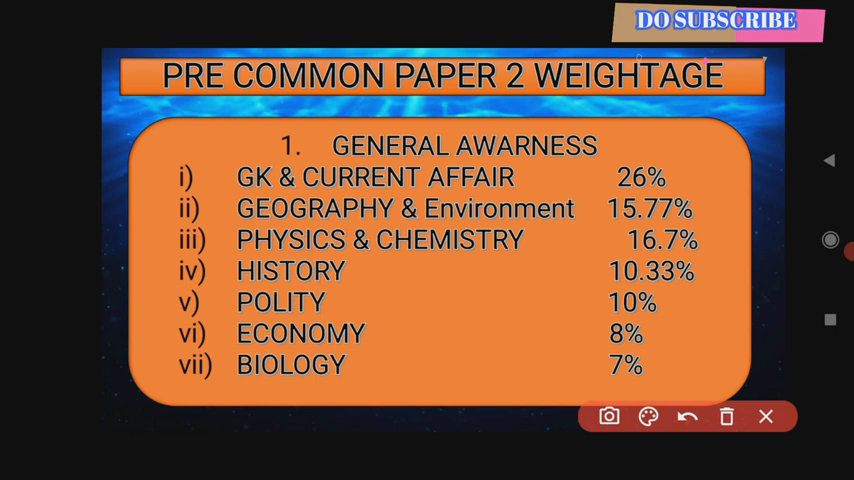 DO SUBSCRIBE
PRE COMMON PAPER 2 WEIGHTAGE
1. GENERAL AWARNESS
i) GK & CURRENT AFFAIR 26%
ii) GEOGRAPHY & Environment 15.77%
iii) PHYSICS & CHEMISTRY 16.7%
iv) HISTORY 10.33%
v) POLITY 10%
vi) ECONOMY 8%
vii) BIOLOGY 7%